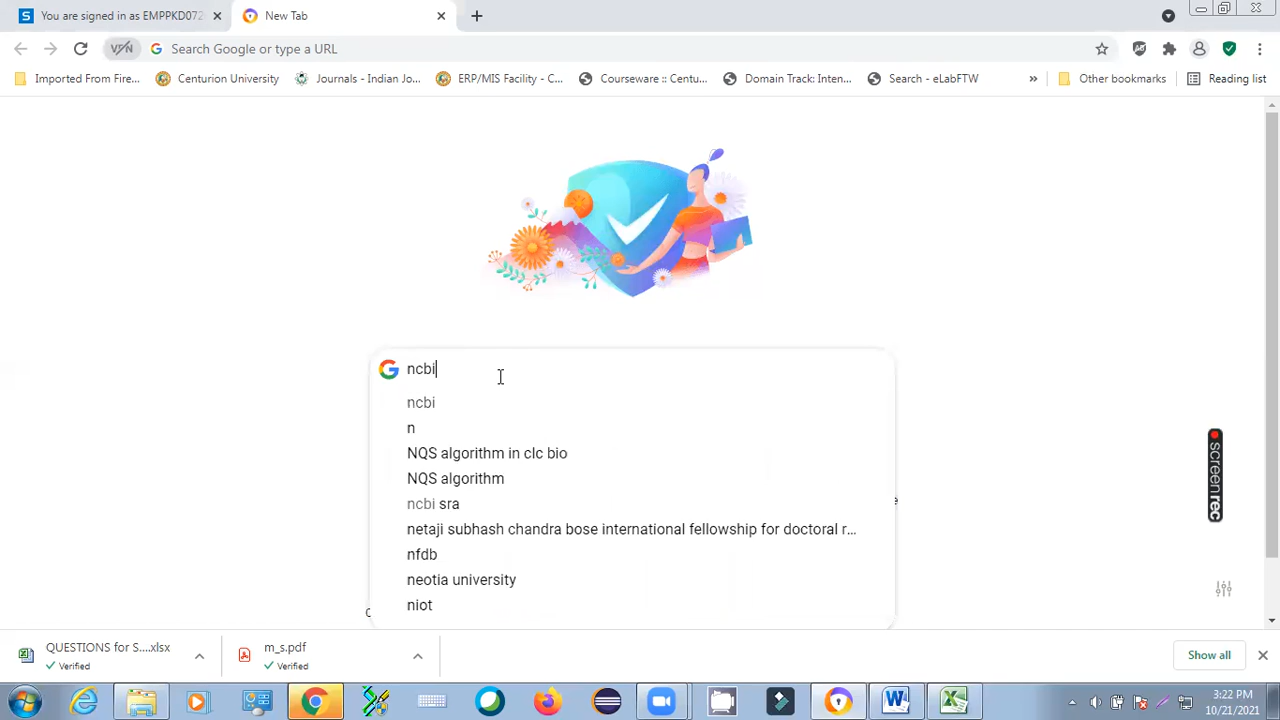 You are signed in as EMPPKD072
New Tab
VPN
Search Google or type a URL
Imported From Fire...
Centurion University
Journals - Indian Jo...
ERP/MIS Facility - C...
Courseware :: Centu...
Domain Track: Inten...
Search - eLabFTW
»
Other bookmarks
Reading list
ncbi
ncbi
n
NQS algorithm in clc bio
NQS algorithm
ncbi sra
netaji subhash chandra bose international fellowship for doctoral r...
nfdb
neotia university
niot
screenrec
QUESTIONS for S....xlsx
Verified
m_s.pdf
Verified
Show all
3:22 PM
10/21/2021